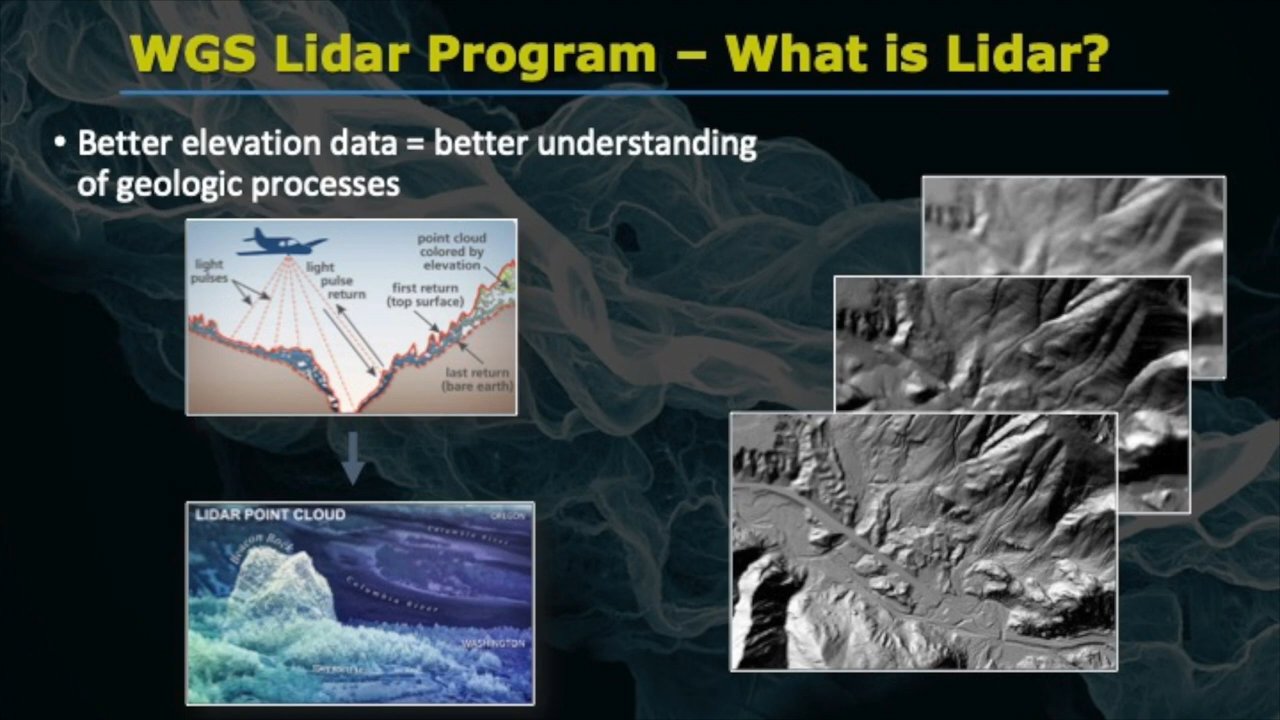 WGS Lidar Program – What is Lidar?
• Better elevation data = better understanding
of geologic processes
light
pulses
light
pulse
return
point cloud
colored by
elevation
first return
(top surface)
last return
(bare earth)
LIDAR POINT CLOUD
OREGON
Beacon Rock
Columbia River
Columbia River
WASHINGTON